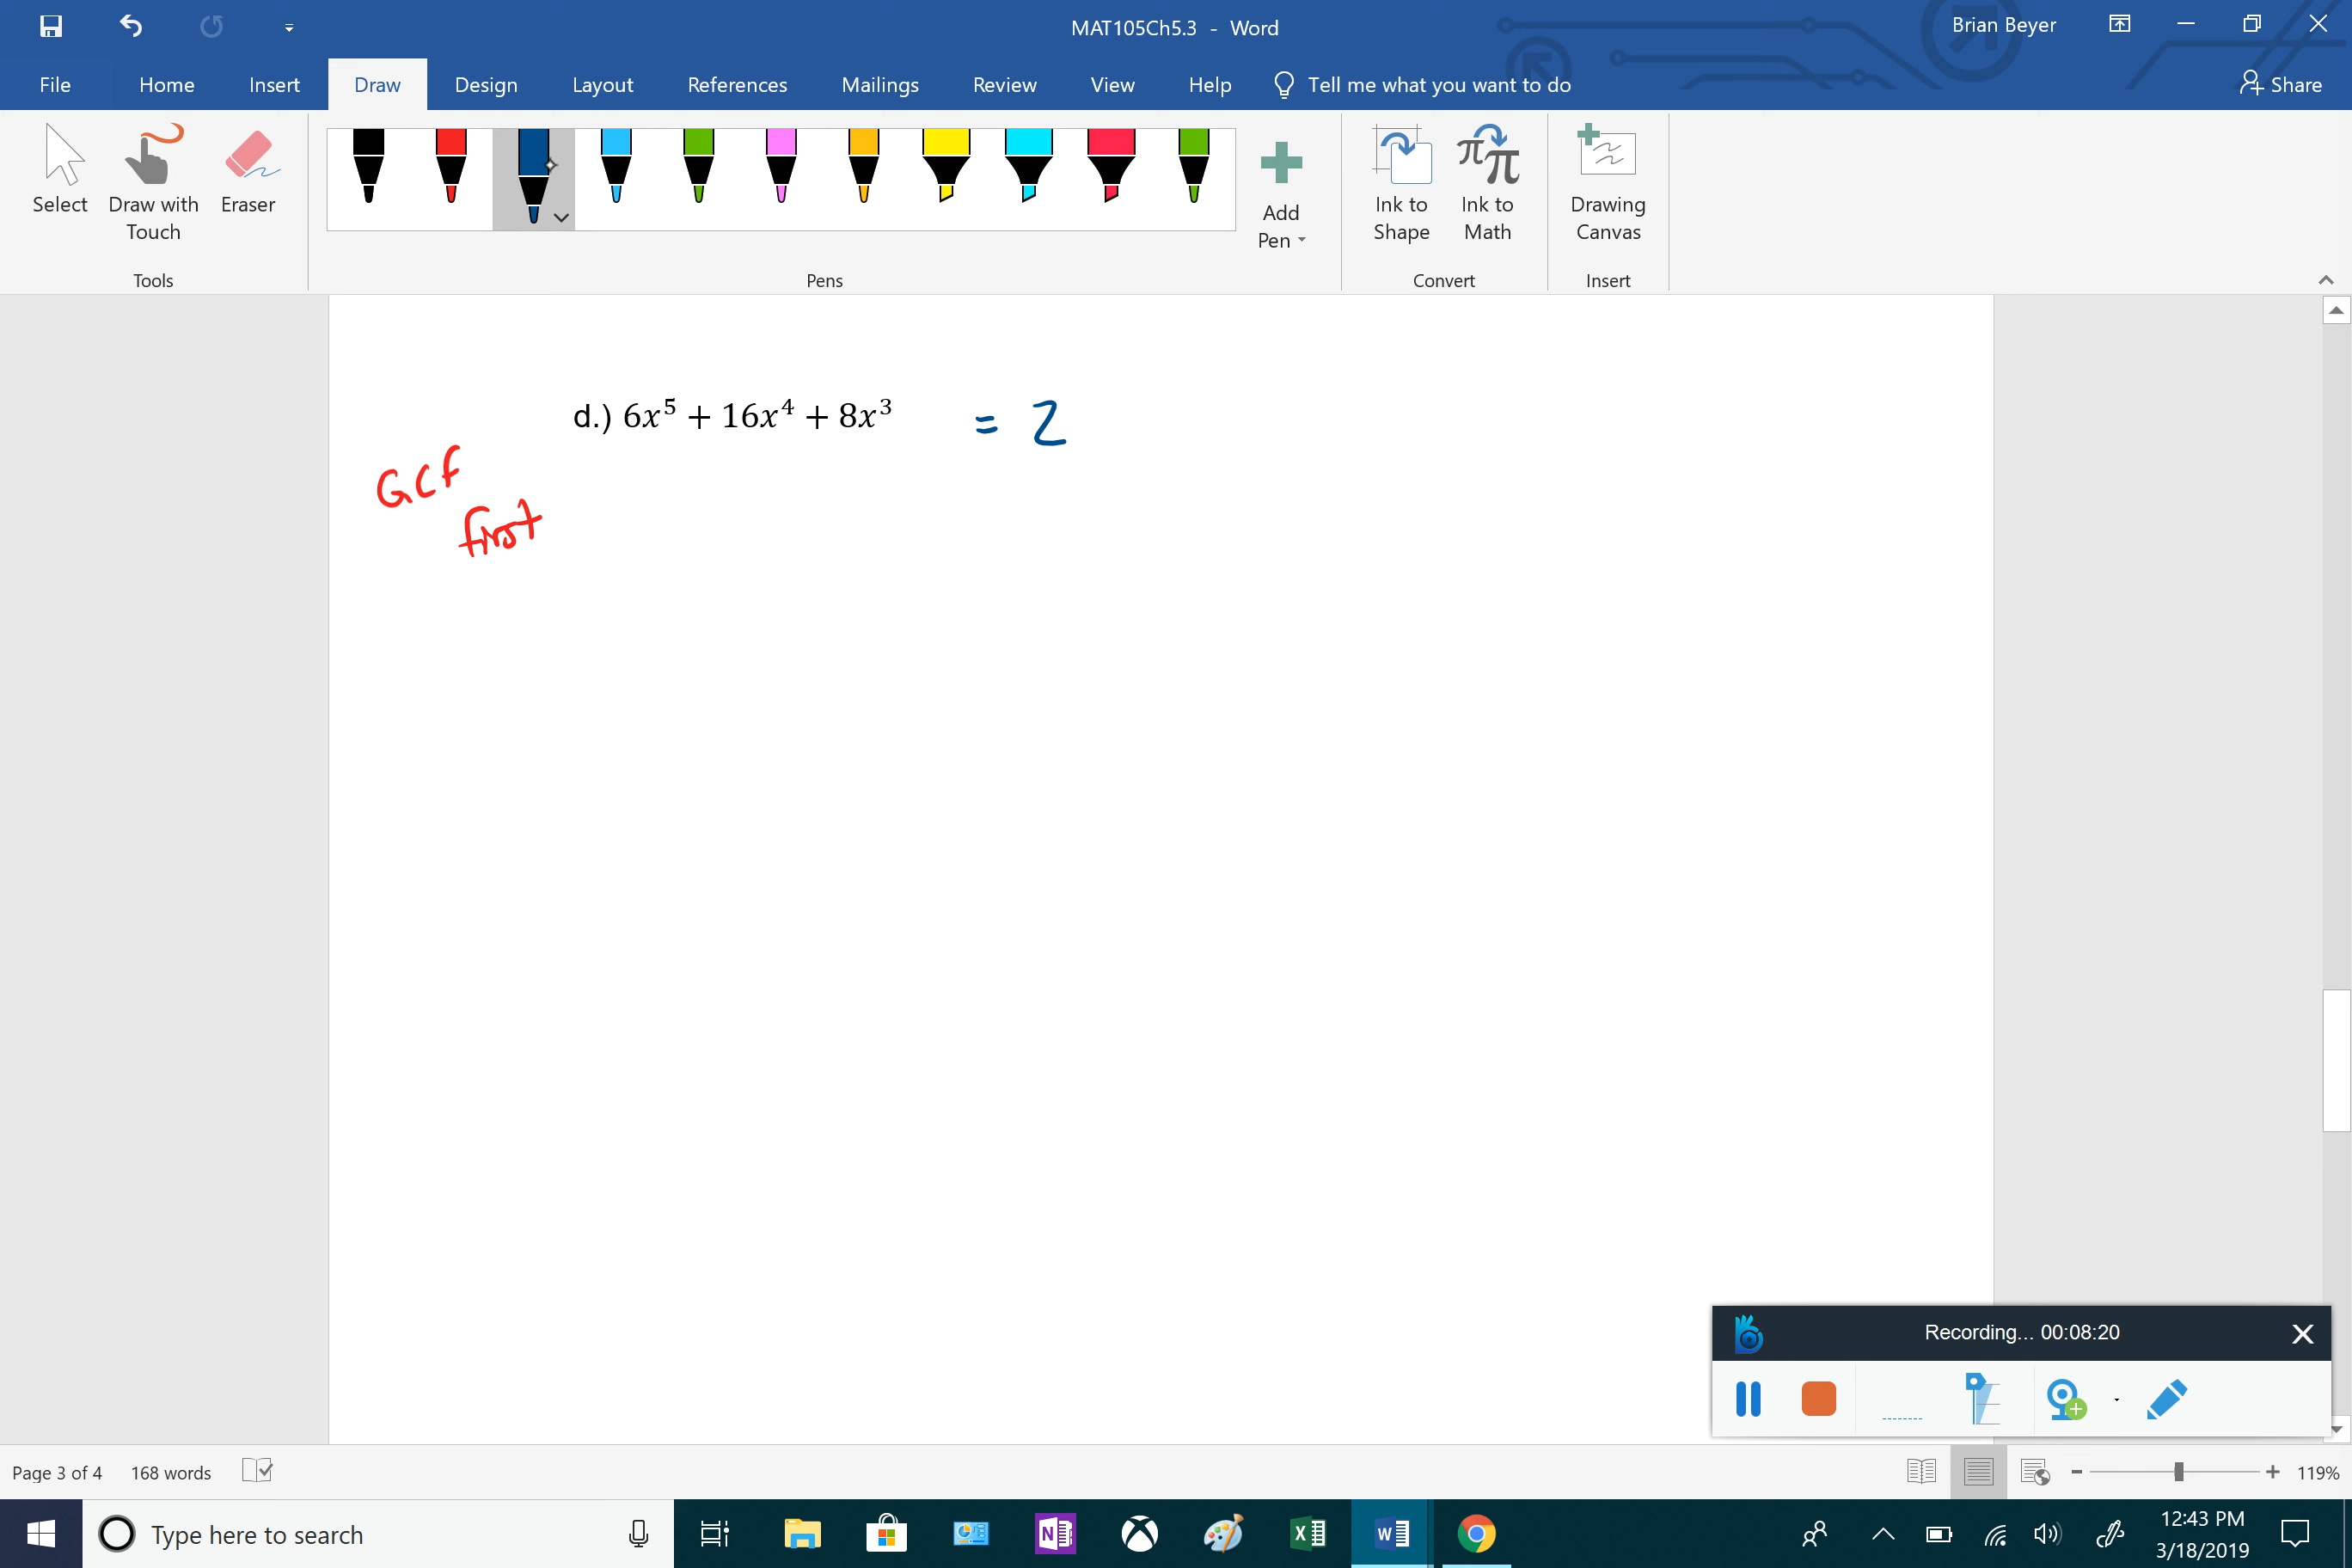 MAT105Ch5.3 - Word
Brian Beyer
File Home Insert Draw Design Layout References Mailings Review View Help Tell me what you want to do Share
Select Draw with Touch Eraser
Add Pen
Ink to Shape Ink to Math
Drawing Canvas
Tools Pens Convert Insert
d.) 6x⁵ + 16x⁴ + 8x³ = 2
GCF
first
Recording... 00:08:20
Page 3 of 4 168 words 119%
Type here to search
12:43 PM
3/18/2019